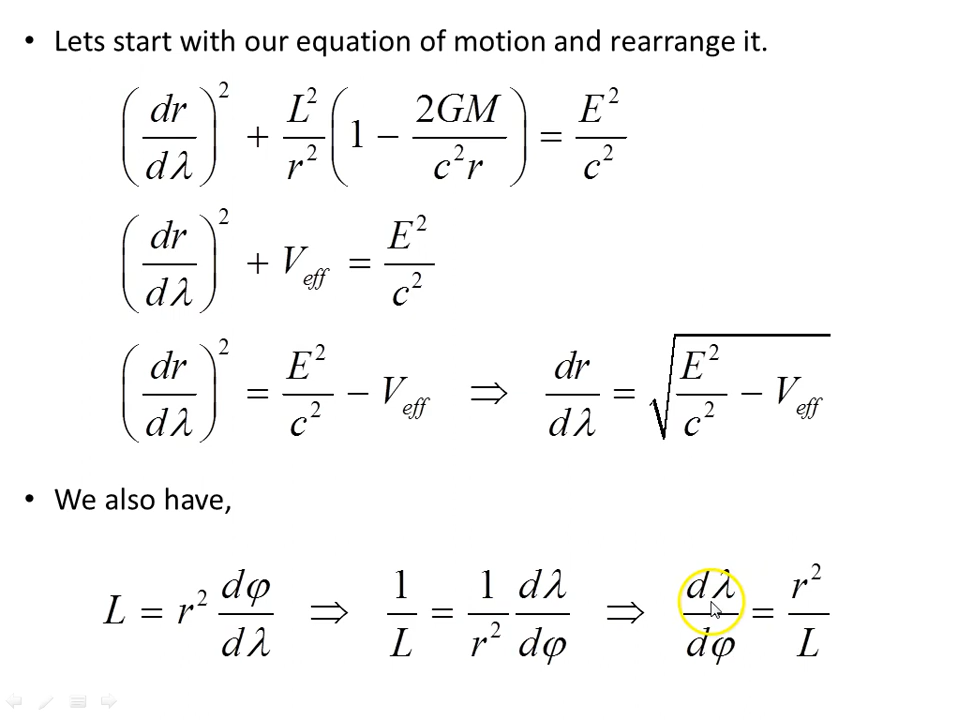 • Lets start with our equation of motion and rearrange it.
(dr/dλ)² + L²/r² (1 − 2GM/c²r) = E²/c²
(dr/dλ)² + V_eff = E²/c²
(dr/dλ)² = E²/c² − V_eff ⇒ dr/dλ = √(E²/c² − V_eff)
• We also have,
L = r² dφ/dλ ⇒ 1/L = 1/r² dλ/dφ ⇒ dλ/dφ = r²/L